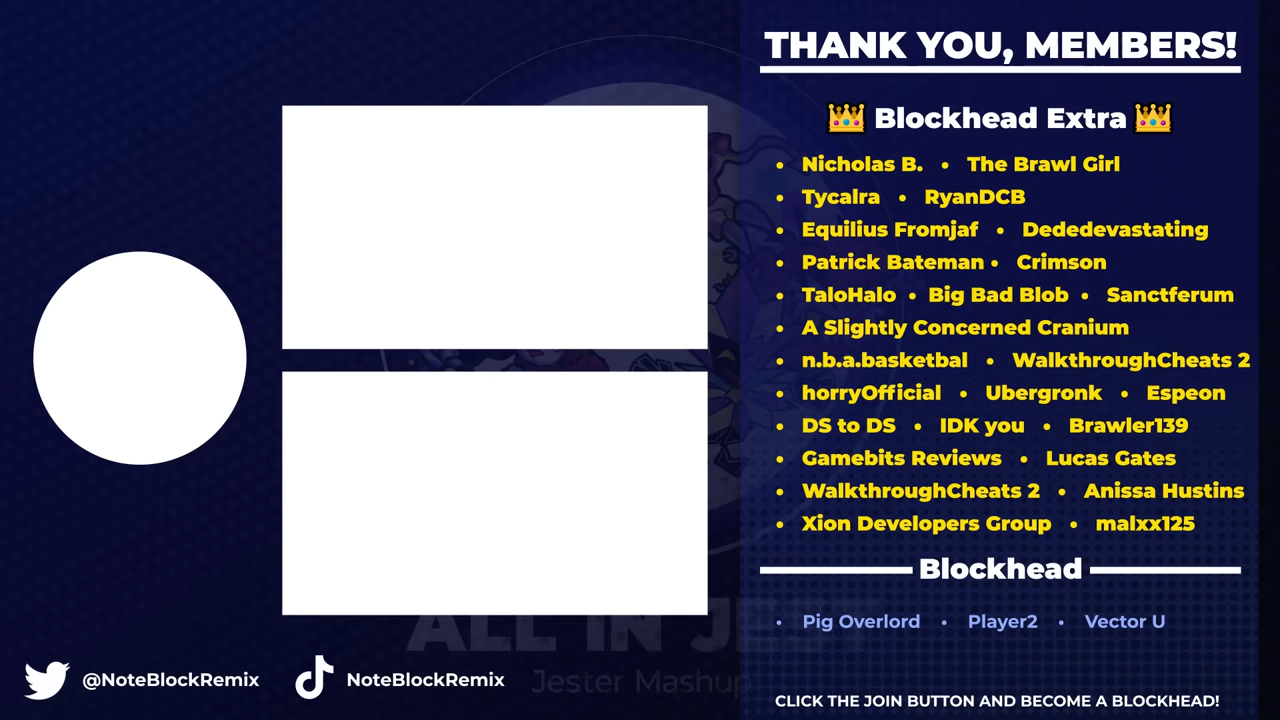 THANK YOU, MEMBERS!
👑 Blockhead Extra 👑
• Nicholas B. • The Brawl Girl
• Tycalra • RyanDCB
• Equilius Fromjaf • Dededevastating
• Patrick Bateman • Crimson
• TaloHalo • Big Bad Blob • Sanctferum
• A Slightly Concerned Cranium
• n.b.a.basketbal • WalkthroughCheats 2
• horryOfficial • Ubergronk • Espeon
• DS to DS • IDK you • Brawler139
• Gamebits Reviews • Lucas Gates
• WalkthroughCheats 2 • Anissa Hustins
• Xion Developers Group • malxx125
Blockhead
• Pig Overlord • Player2 • Vector U
CLICK THE JOIN BUTTON AND BECOME A BLOCKHEAD!
ALL IN JEST
Jester Mashup
@NoteBlockRemix NoteBlockRemix